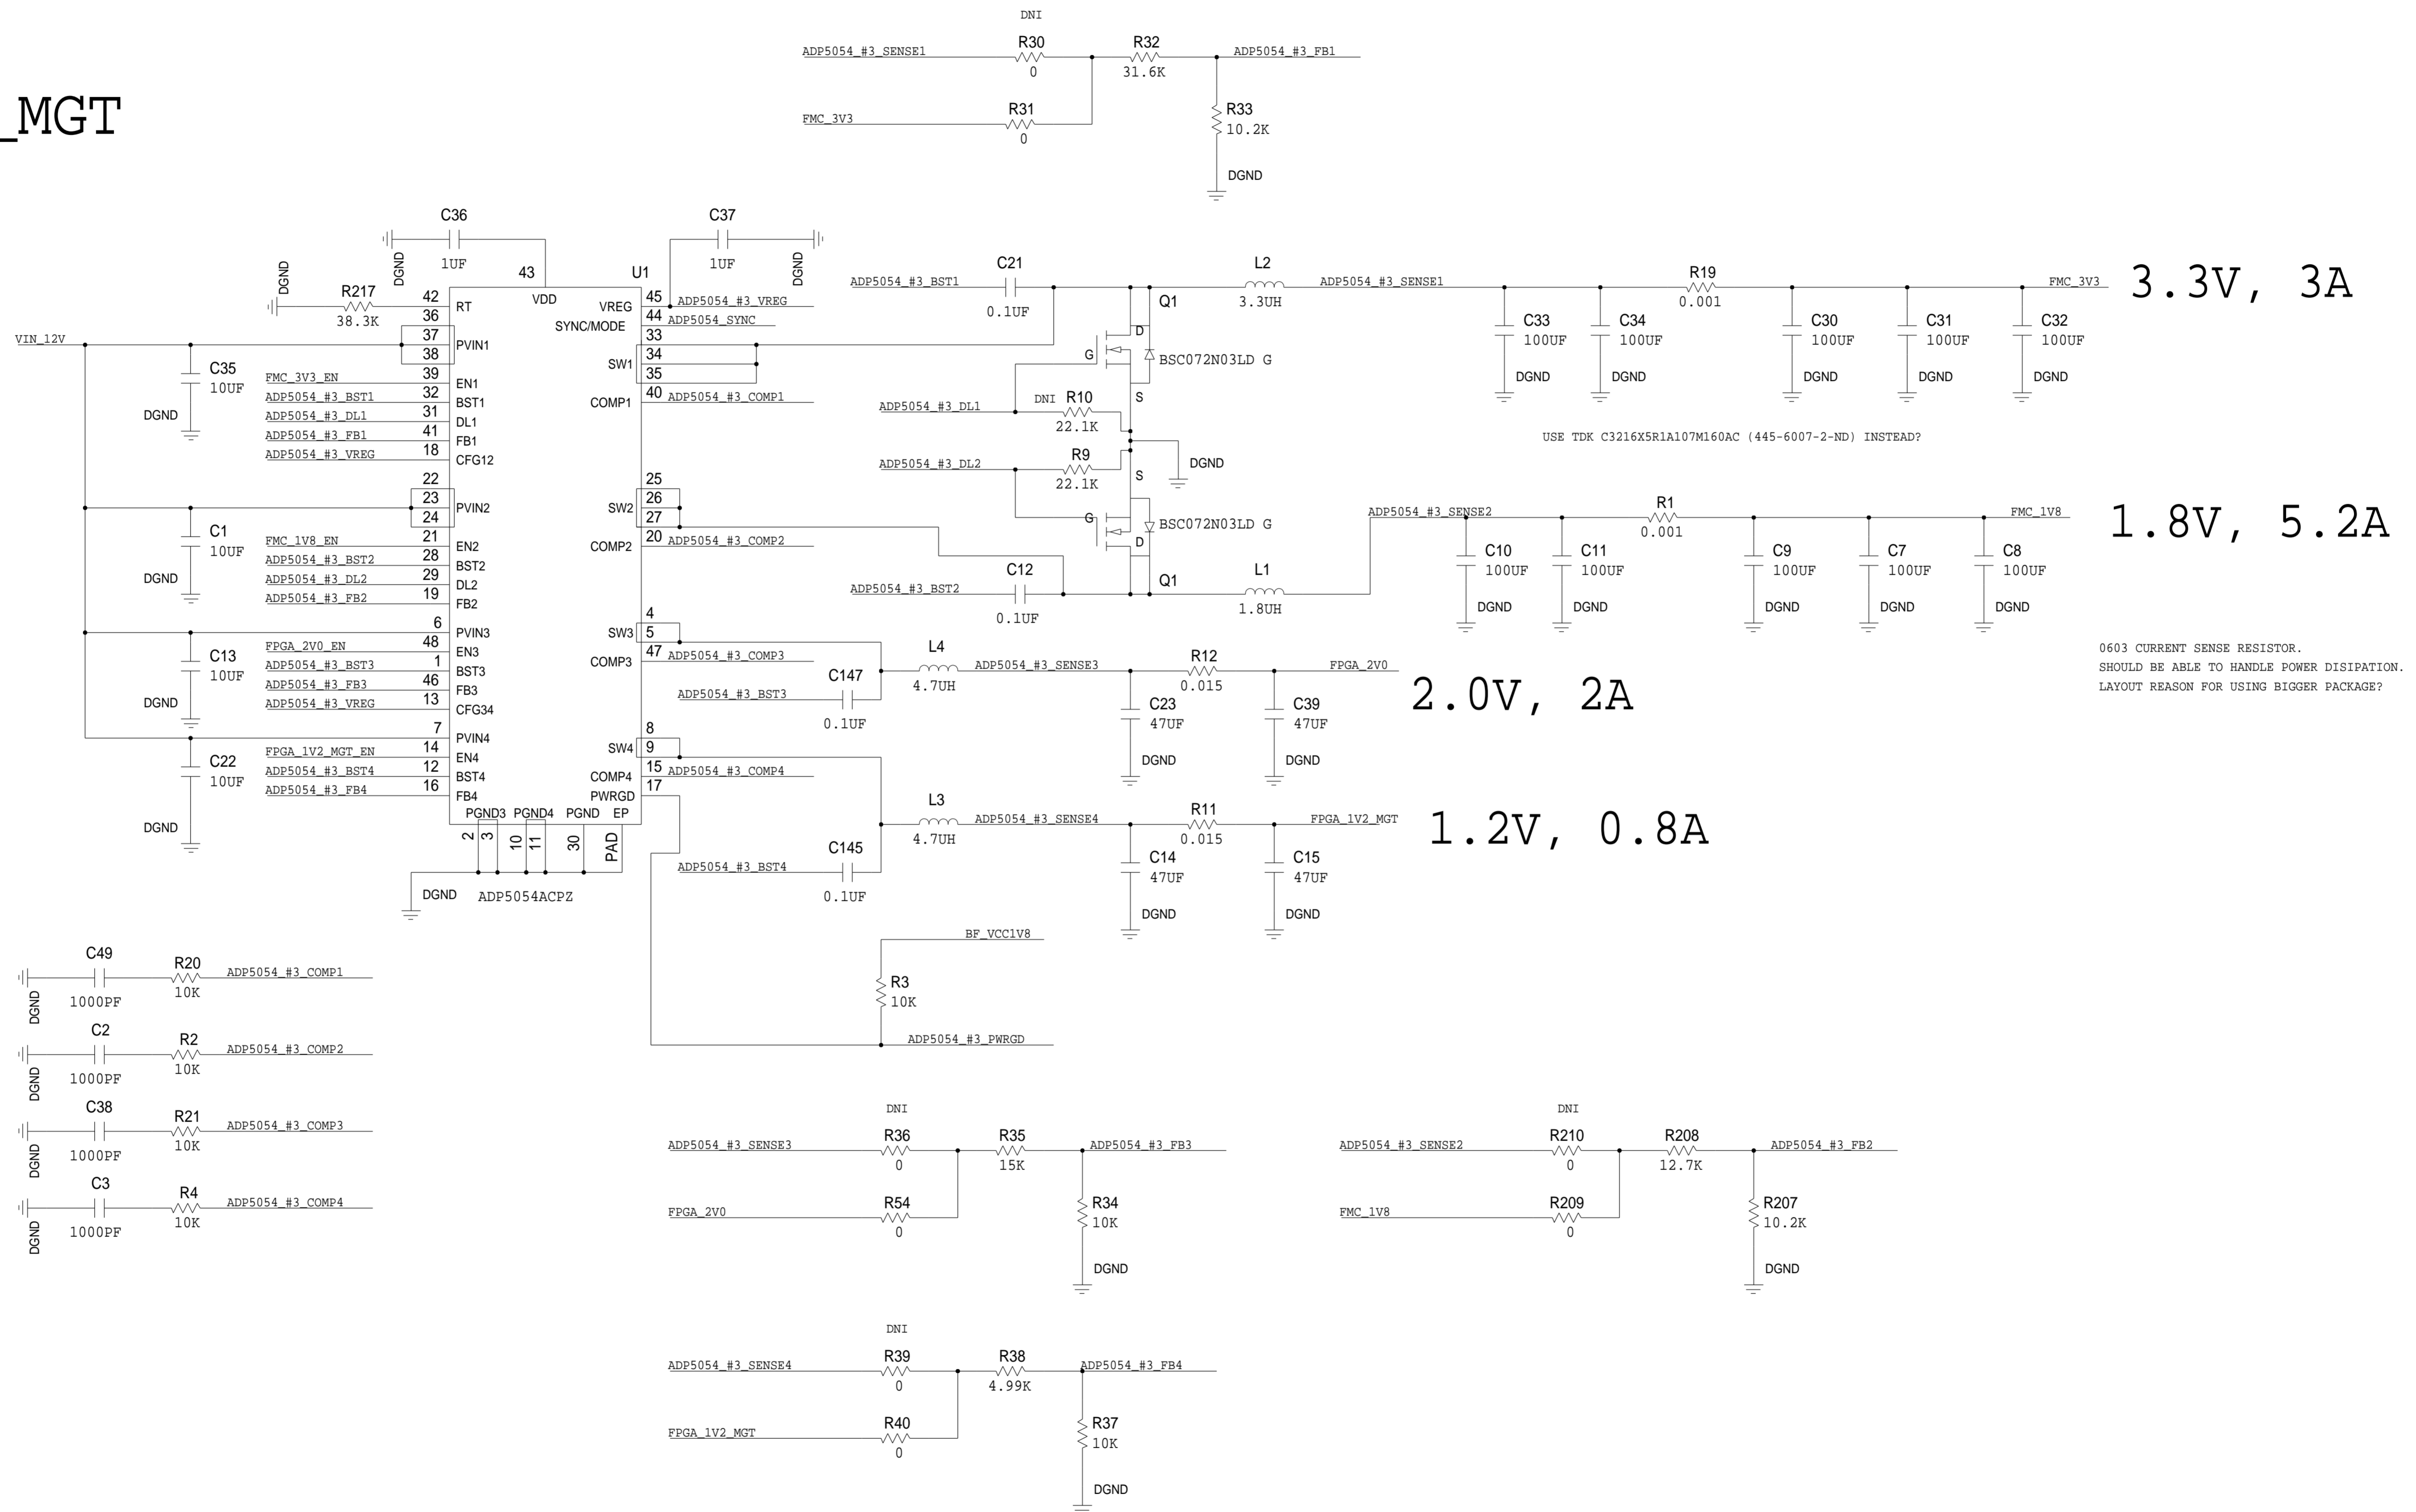 _MGT
DNI
ADP5054_#3_SENSE1
R30
0
R32
31.6K
ADP5054_#3_FB1
FMC_3V3
R31
0
R33
10.2K
DGND
C36
1UF
DGND
C37
1UF
DGND
DGND
R217
38.3K
43
U1
42
RT
VDD
VREG
45
ADP5054_#3_VREG
36
SYNC/MODE
44
ADP5054_SYNC
VIN_12V
37
38
PVIN1
33
34
35
SW1
C35
10UF
DGND
FMC_3V3_EN
39
EN1
ADP5054_#3_BST1
32
BST1
COMP1
40
ADP5054_#3_COMP1
ADP5054_#3_DL1
31
DL1
ADP5054_#3_FB1
41
FB1
ADP5054_#3_VREG
18
CFG12
22
23
24
PVIN2
25
26
27
SW2
C1
10UF
DGND
FMC_1V8_EN
21
EN2
COMP2
20
ADP5054_#3_COMP2
ADP5054_#3_BST2
28
BST2
ADP5054_#3_DL2
29
DL2
ADP5054_#3_FB2
19
FB2
6
PVIN3
4
5
SW3
C13
10UF
DGND
FPGA_2V0_EN
48
EN3
COMP3
47
ADP5054_#3_COMP3
ADP5054_#3_BST3
1
BST3
ADP5054_#3_FB3
46
FB3
ADP5054_#3_VREG
13
CFG34
7
PVIN4
8
9
SW4
C22
10UF
DGND
FPGA_1V2_MGT_EN
14
EN4
ADP5054_#3_BST4
12
BST4
COMP4
15
ADP5054_#3_COMP4
ADP5054_#3_FB4
16
FB4
PWRGD
17
PGND3
PGND4
PGND
EP
2
3
10
11
30
PAD
DGND
ADP5054ACPZ
ADP5054_#3_BST1
C21
0.1UF
L2
3.3UH
ADP5054_#3_SENSE1
R19
0.001
FMC_3V3
3.3V, 3A
Q1
D
G
S
BSC072N03LD G
C33
100UF
DGND
C34
100UF
DGND
C30
100UF
DGND
C31
100UF
DGND
C32
100UF
DGND
ADP5054_#3_DL1
DNI
R10
22.1K
USE TDK C3216X5R1A107M160AC (445-6007-2-ND) INSTEAD?
ADP5054_#3_DL2
R9
22.1K
DGND
S
G
D
BSC072N03LD G
Q1
ADP5054_#3_SENSE2
R1
0.001
FMC_1V8
1.8V, 5.2A
C10
100UF
DGND
C11
100UF
DGND
C9
100UF
DGND
C7
100UF
DGND
C8
100UF
DGND
ADP5054_#3_BST2
C12
0.1UF
L1
1.8UH
0603 CURRENT SENSE RESISTOR.
SHOULD BE ABLE TO HANDLE POWER DISIPATION.
LAYOUT REASON FOR USING BIGGER PACKAGE?
L4
4.7UH
ADP5054_#3_SENSE3
R12
0.015
FPGA_2V0
2.0V, 2A
ADP5054_#3_BST3
C147
0.1UF
C23
47UF
DGND
C39
47UF
DGND
L3
4.7UH
ADP5054_#3_SENSE4
R11
0.015
FPGA_1V2_MGT
1.2V, 0.8A
ADP5054_#3_BST4
C145
0.1UF
C14
47UF
DGND
C15
47UF
DGND
BF_VCC1V8
R3
10K
ADP5054_#3_PWRGD
C49
1000PF
DGND
R20
10K
ADP5054_#3_COMP1
C2
1000PF
DGND
R2
10K
ADP5054_#3_COMP2
C38
1000PF
DGND
R21
10K
ADP5054_#3_COMP3
C3
1000PF
DGND
R4
10K
ADP5054_#3_COMP4
DNI
ADP5054_#3_SENSE3
R36
0
R35
15K
ADP5054_#3_FB3
FPGA_2V0
R54
0
R34
10K
DGND
DNI
ADP5054_#3_SENSE2
R210
0
R208
12.7K
ADP5054_#3_FB2
FMC_1V8
R209
0
R207
10.2K
DGND
DNI
ADP5054_#3_SENSE4
R39
0
R38
4.99K
ADP5054_#3_FB4
FPGA_1V2_MGT
R40
0
R37
10K
DGND